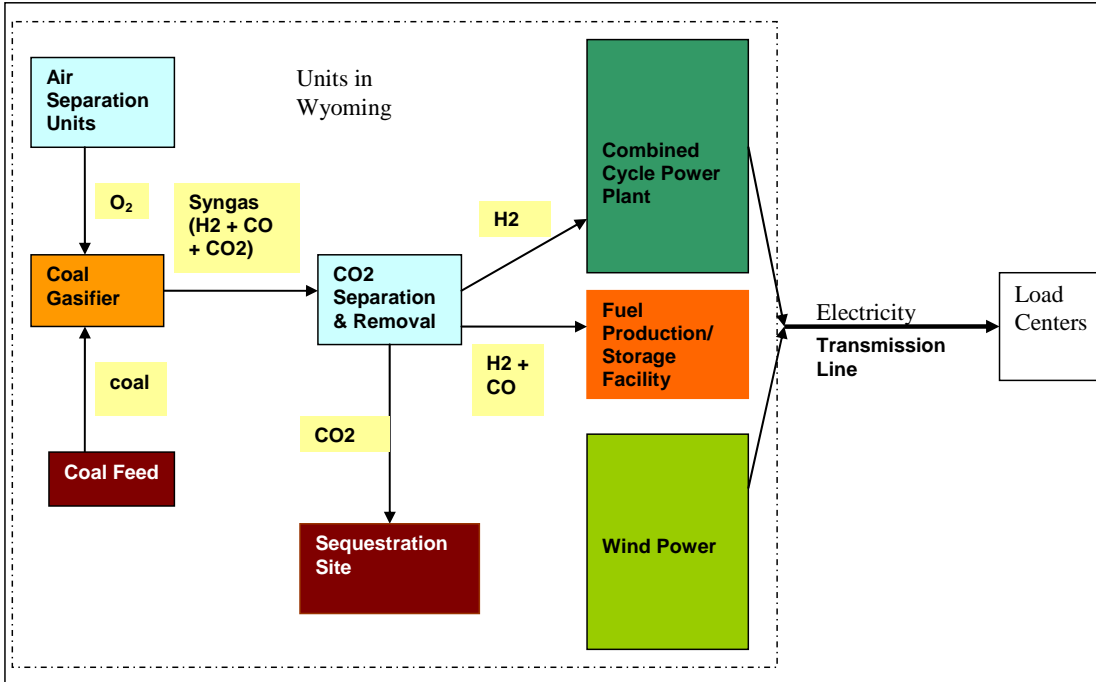 Air
Separation
Units
Units in
Wyoming
O₂
Syngas
(H2 + CO
+ CO2)
H2
Combined
Cycle Power
Plant
Coal
Gasifier
CO2
Separation
& Removal
Fuel
Production/
Storage
Facility
Electricity
Transmission
Line
Load
Centers
coal
H2 +
CO
CO2
Coal Feed
Sequestration
Site
Wind Power